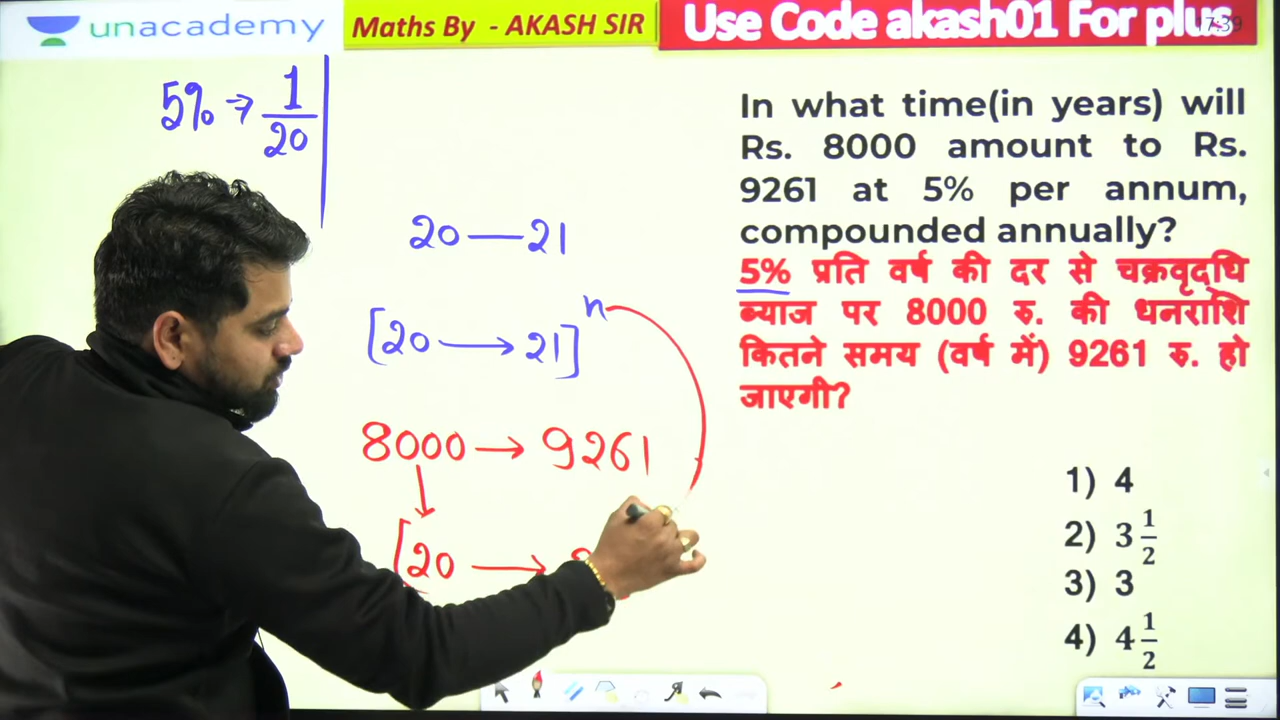 unacademy
Maths By - AKASH SIR
Use Code akash01 For plus
17:39
5% → 1/20
20 — 21
[20 → 21]ⁿ
8000 → 9261
[20 →
In what time(in years) will
Rs. 8000 amount to Rs.
9261 at 5% per annum,
compounded annually?
5% प्रति वर्ष की दर से चक्रवृद्धि
ब्याज पर 8000 रु. की धनराशि
कितने समय (वर्ष में) 9261 रु. हो
जाएगी?
1) 4
2) 3 1/2
3) 3
4) 4 1/2